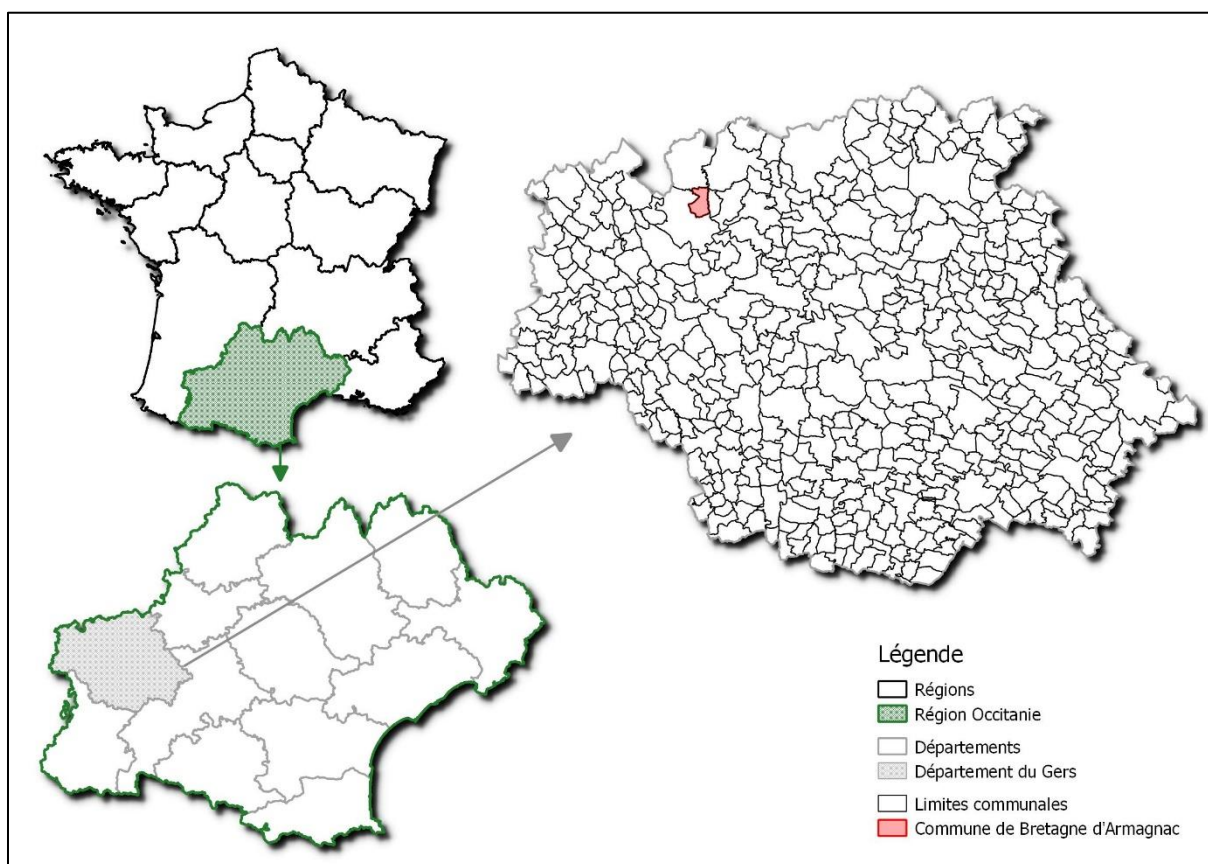 Légende
Régions
Région Occitanie
Départements
Département du Gers
Limites communales
Commune de Bretagne d'Armagnac